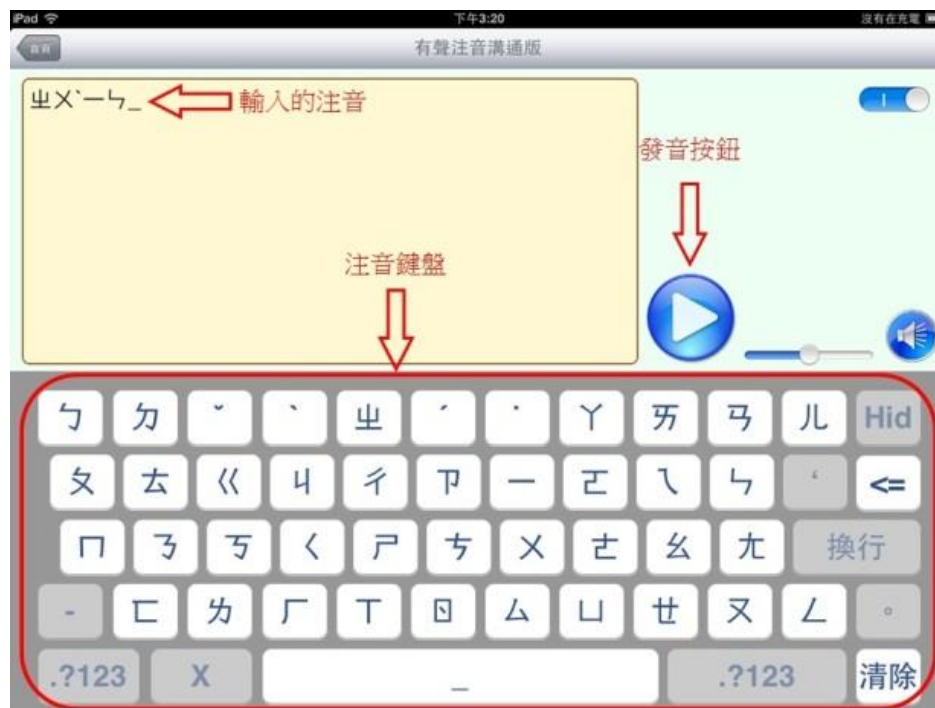 iPad 下午3:20 沒有在充電
首頁 有聲注音溝通版
ㄓㄨˋㄧㄣ_ 輸入的注音
發音按鈕
注音鍵盤
ㄅ ㄉ ˇ ˋ ㄓ ˊ ˙ ㄚ ㄞ ㄢ ㄦ Hid
ㄆ ㄊ ㄍ ㄐ ㄔ ㄗ ㄧ ㄛ ㄟ ㄣ ‘ <=
ㄇ ㄋ ㄎ ㄑ ㄕ ㄘ ㄨ ㄜ ㄠ ㄤ 換行
- ㄈ ㄌ ㄏ ㄒ ㄖ ㄙ ㄩ ㄝ ㄡ ㄥ 。
.?123 X _ .?123 清除